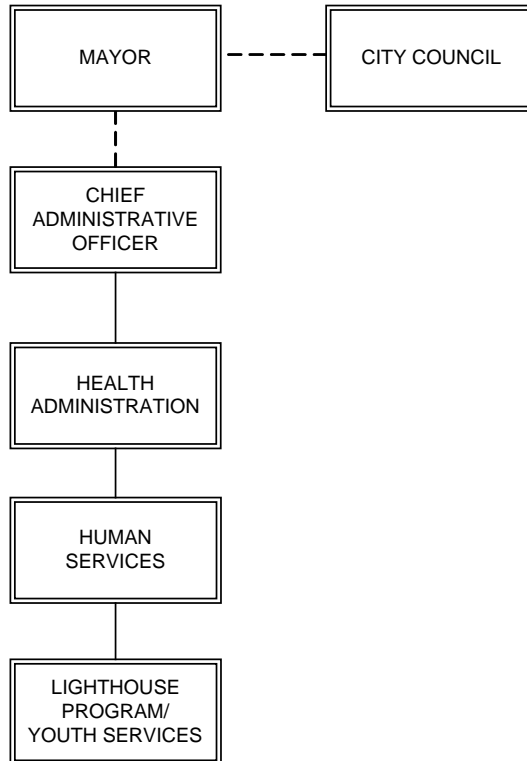 MAYOR
CITY COUNCIL
CHIEF
ADMINISTRATIVE
OFFICER
HEALTH
ADMINISTRATION
HUMAN
SERVICES
LIGHTHOUSE
PROGRAM/
YOUTH SERVICES